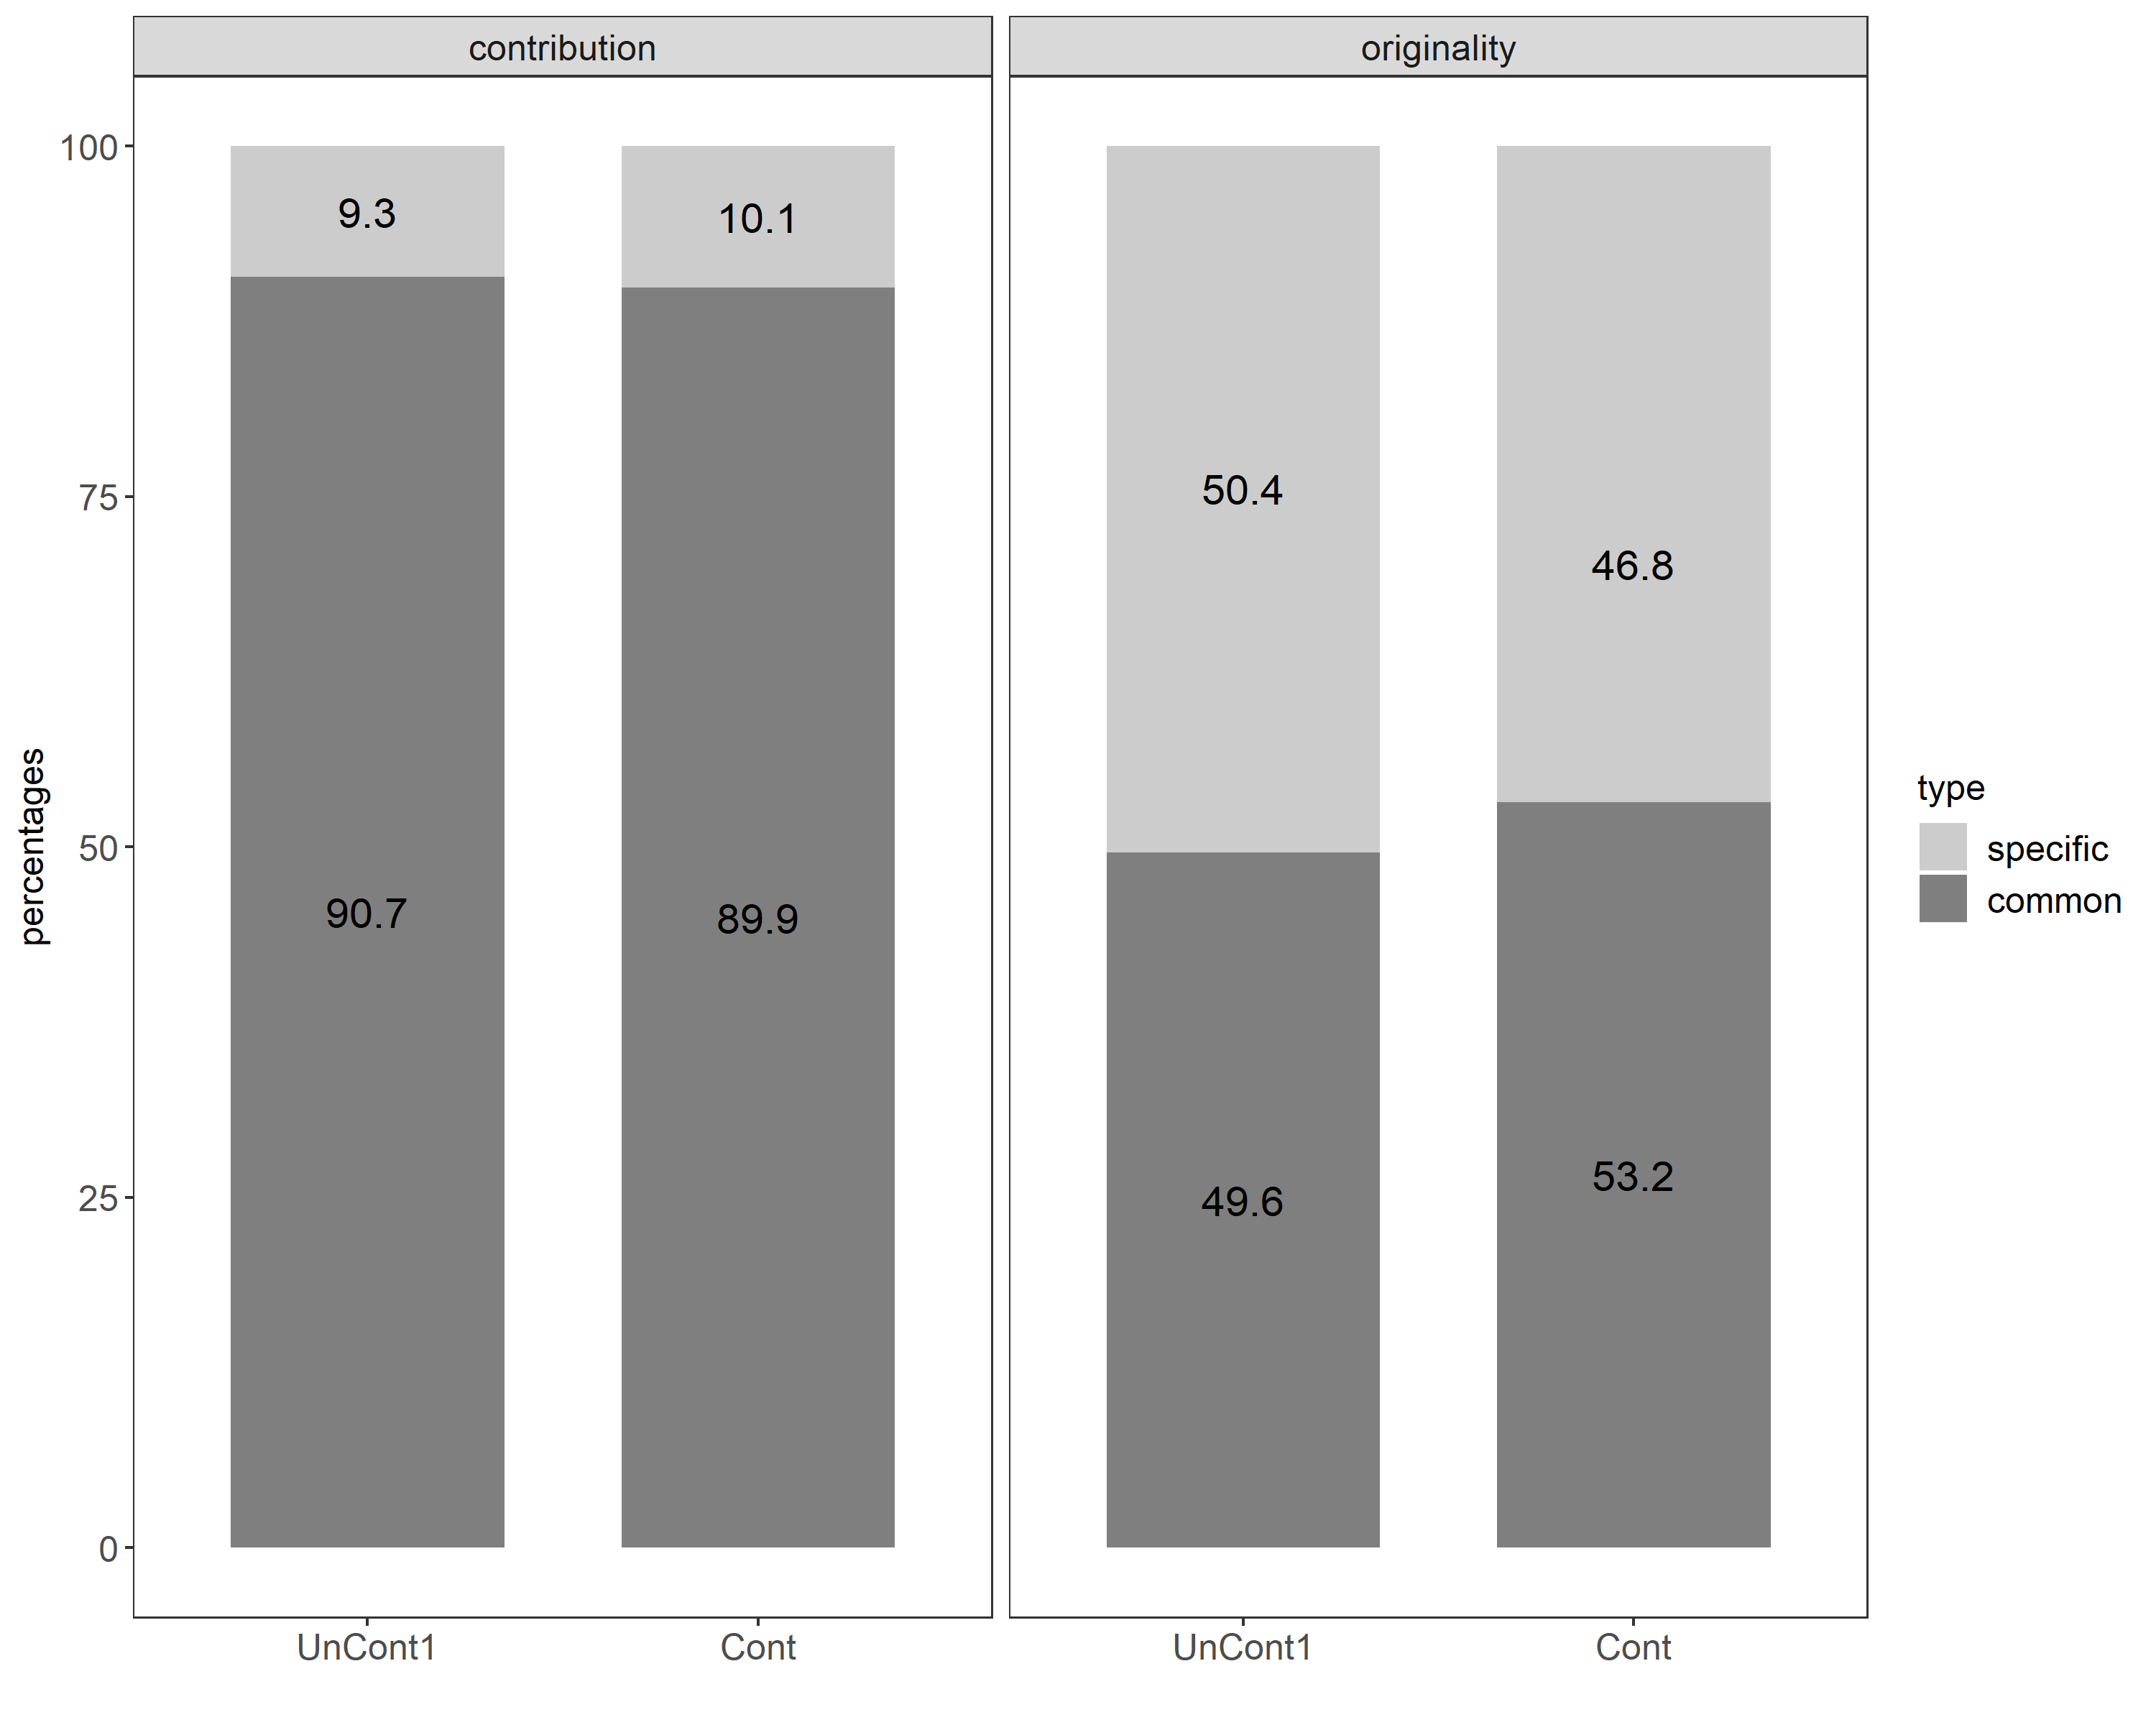 contribution
originality
percentages
100
75
50
25
0
9.3
10.1
90.7
89.9
50.4
46.8
49.6
53.2
UnCont1
Cont
UnCont1
Cont
type
specific
common